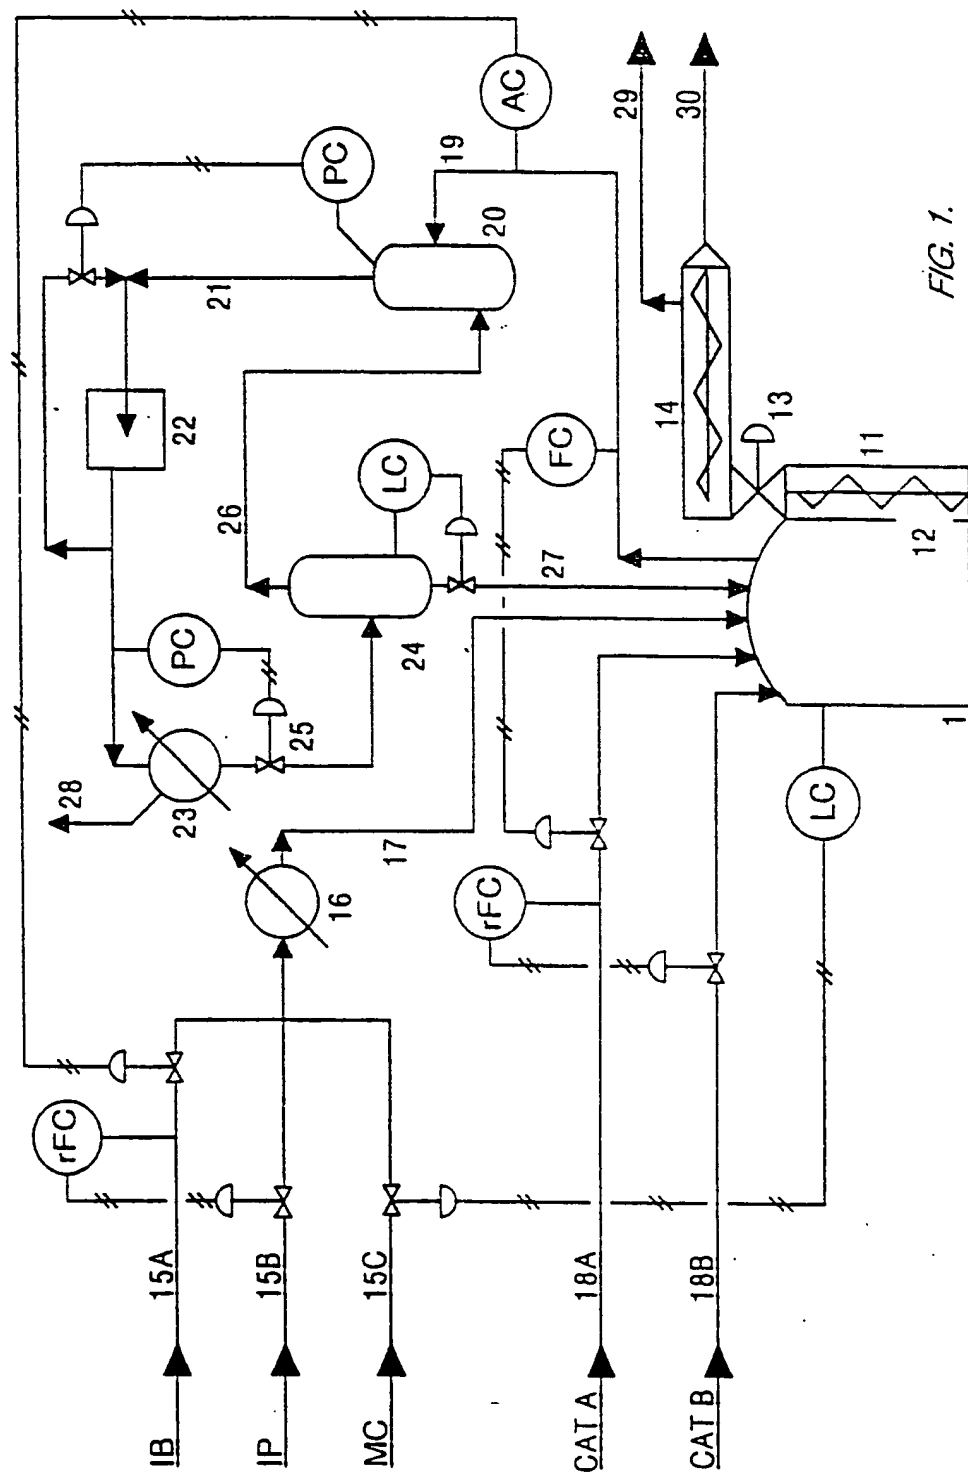 rFC
28
IB
15A
23
PC
22
21
26
IP
15B
25
16
PC
MC
15C
17
LC
24
19
rFC
20
AC
27
FC
CAT A
18A
29
14
30
CAT B
18B
13
LC
11
12
FIG. 1.
1